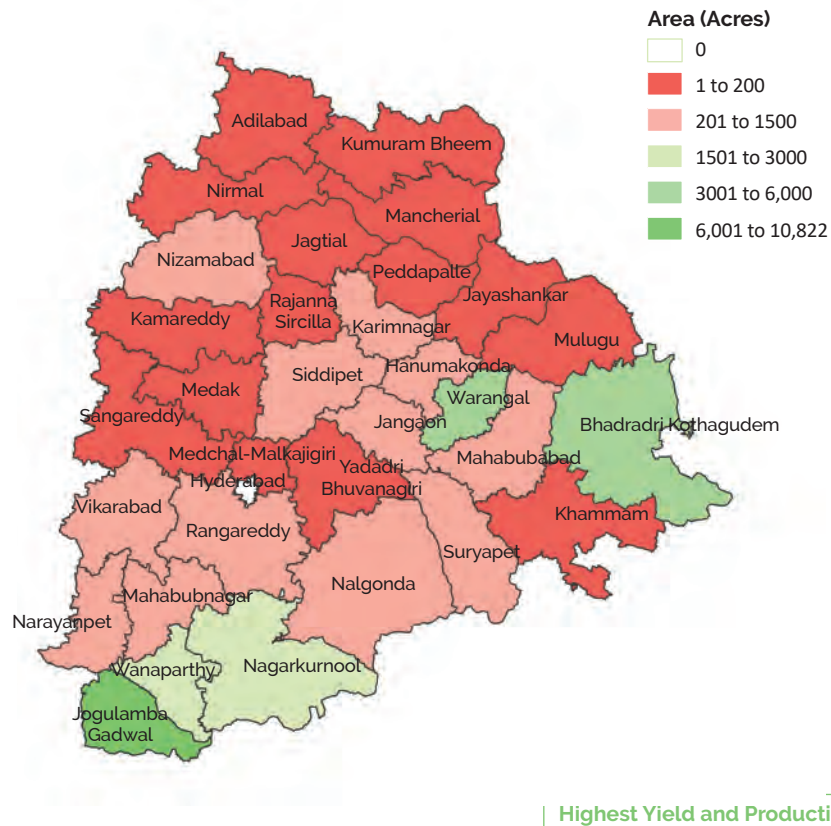 Area (Acres)
0
1 to 200
201 to 1500
1501 to 3000
3001 to 6,000
6,001 to 10,822
Adilabad
Kumuram Bheem
Nirmal
Mancherial
Jagtial
Nizamabad
Peddapalle
Jayashankar
Rajanna
Sircilla
Kamareddy
Karimnagar
Mulugu
Hanumakonda
Siddipet
Medak
Warangal
Sangareddy
Jangaon
Bhadradri Kothagudem
Medchal-Malkajigiri
Mahabubabad
Yadadri
Bhuvanagiri
Hyderabad
Vikarabad
Khammam
Rangareddy
Suryapet
Nalgonda
Mahabubnagar
Narayanpet
Wanaparthy
Nagarkurnool
Jogulamba
Gadwal
| Highest Yield and Producti